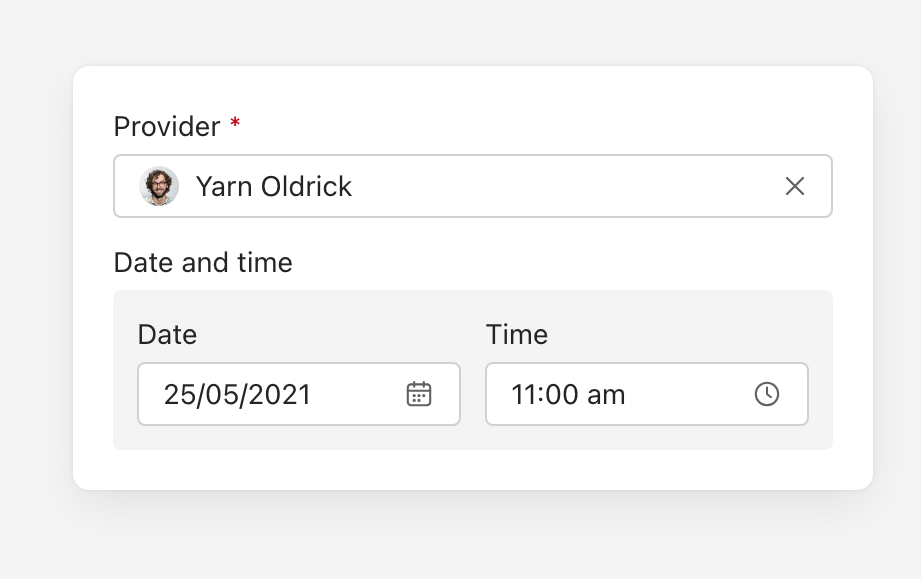 Provider *
Yarn Oldrick
Date and time
Date Time
25/05/2021 11:00 am